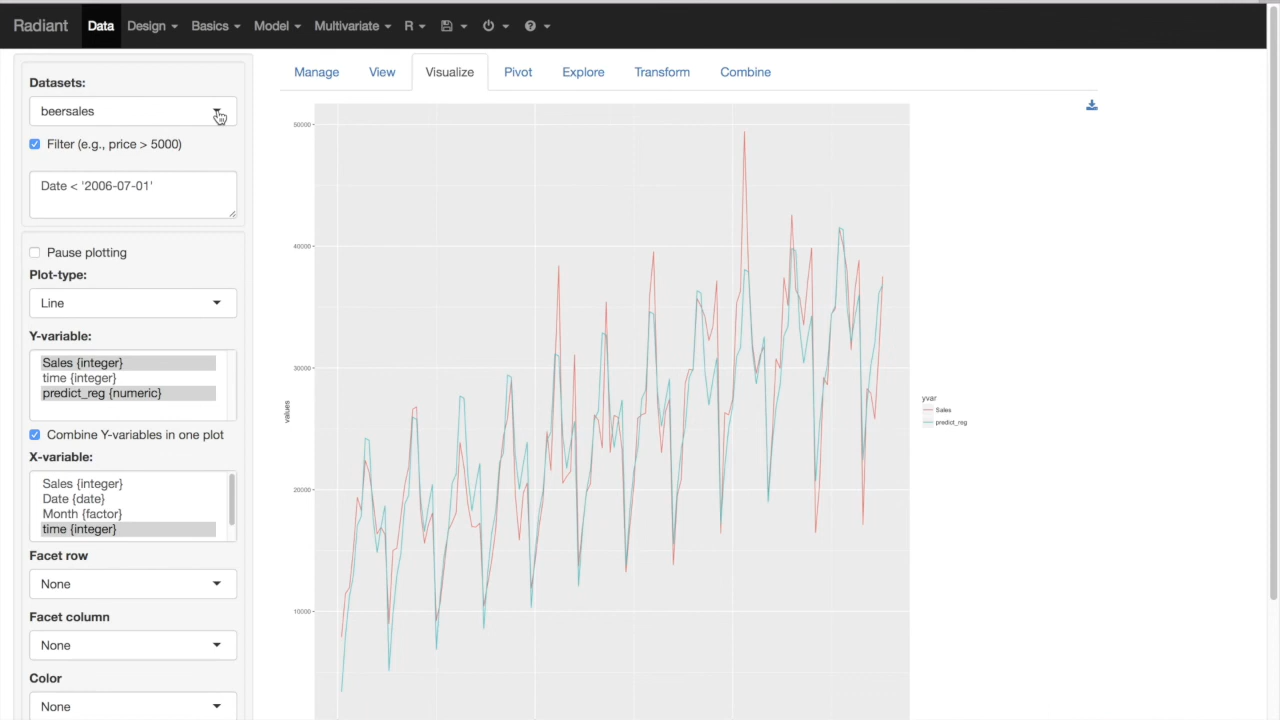 Radiant Data Design Basics Model Multivariate R
Manage View Visualize Pivot Explore Transform Combine
Datasets:
beersales
Filter (e.g., price > 5000)
Date < '2006-07-01'
Pause plotting
Plot-type:
Line
Y-variable:
Sales {integer}
time {integer}
predict_reg {numeric}
Combine Y-variables in one plot
X-variable:
Sales {integer}
Date {date}
Month {factor}
time {integer}
Facet row
None
Facet column
None
Color
None
50000
40000
30000
20000
10000
values
yvar
Sales
predict_reg